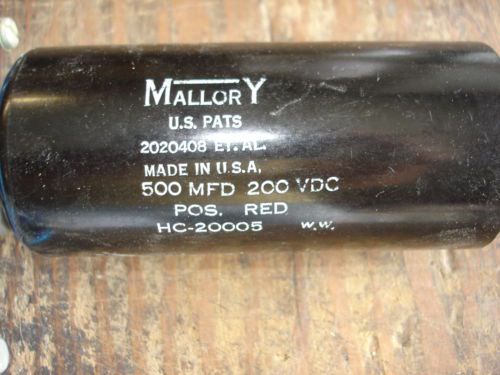 MALLORY
U.S. PATS
2020408 ET. AL.
MADE IN U.S.A.
500 MFD 200 VDC
POS. RED
HC-20005 W.W.